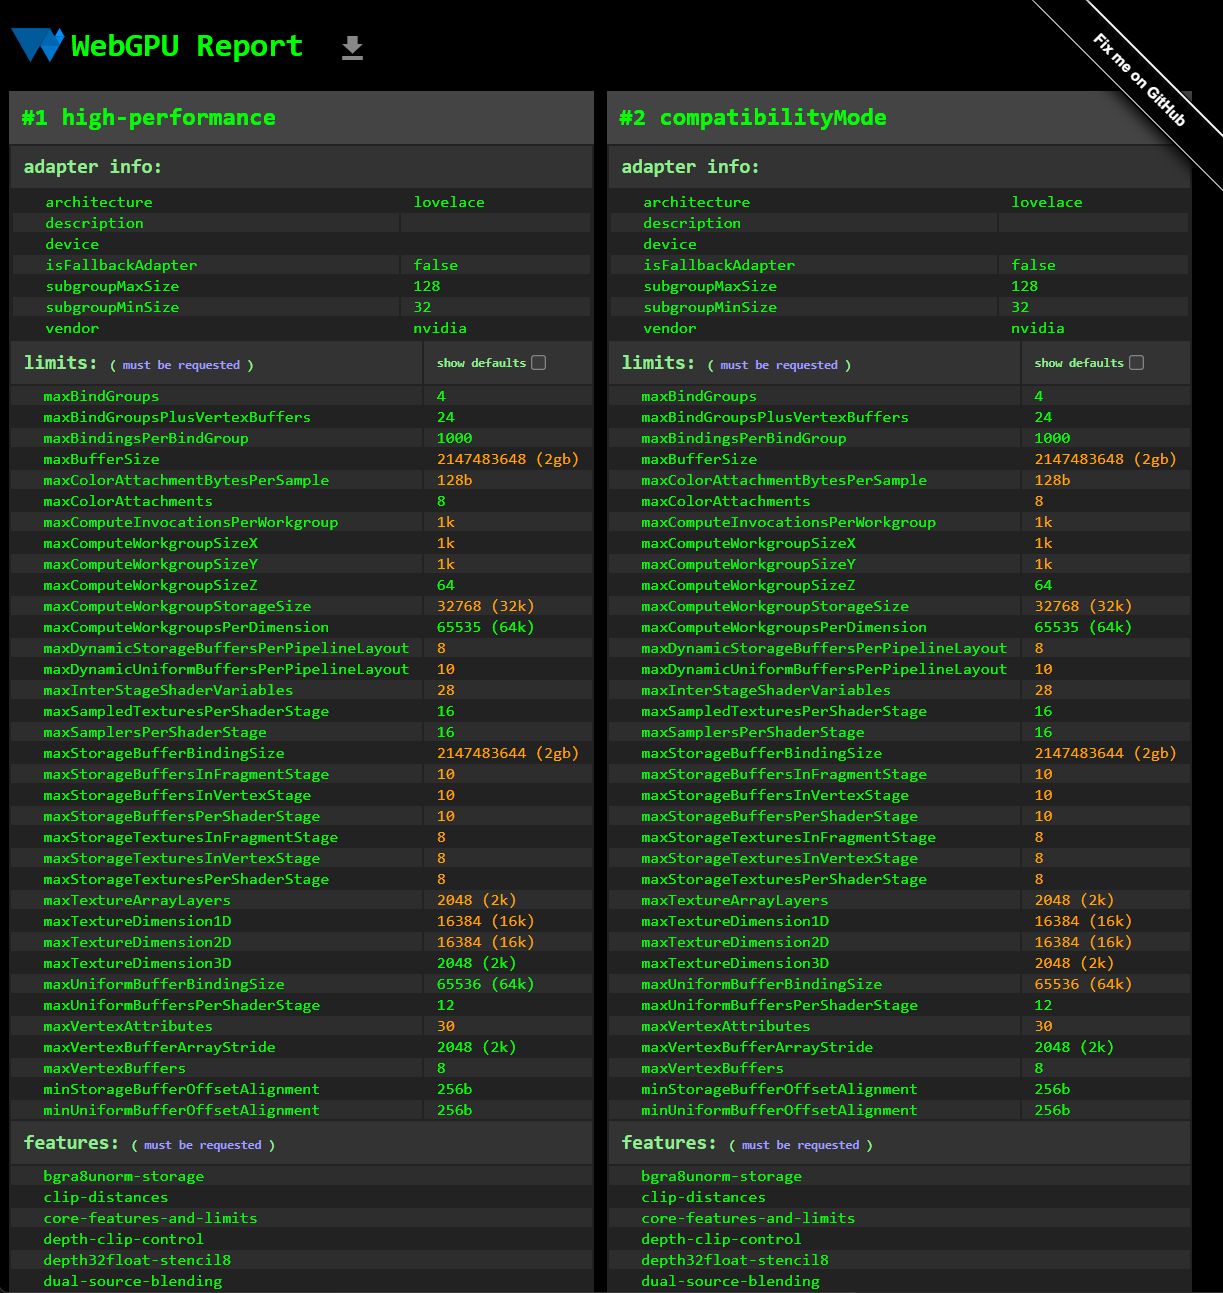 WebGPU Report
Fix me on GitHub
#1 high-performance
adapter info:
architecture lovelace
description
device
isFallbackAdapter false
subgroupMaxSize 128
subgroupMinSize 32
vendor nvidia
limits: ( must be requested ) show defaults
maxBindGroups 4
maxBindGroupsPlusVertexBuffers 24
maxBindingsPerBindGroup 1000
maxBufferSize 2147483648 (2gb)
maxColorAttachmentBytesPerSample 128b
maxColorAttachments 8
maxComputeInvocationsPerWorkgroup 1k
maxComputeWorkgroupSizeX 1k
maxComputeWorkgroupSizeY 1k
maxComputeWorkgroupSizeZ 64
maxComputeWorkgroupStorageSize 32768 (32k)
maxComputeWorkgroupsPerDimension 65535 (64k)
maxDynamicStorageBuffersPerPipelineLayout 8
maxDynamicUniformBuffersPerPipelineLayout 10
maxInterStageShaderVariables 28
maxSampledTexturesPerShaderStage 16
maxSamplersPerShaderStage 16
maxStorageBufferBindingSize 2147483644 (2gb)
maxStorageBuffersInFragmentStage 10
maxStorageBuffersInVertexStage 10
maxStorageBuffersPerShaderStage 10
maxStorageTexturesInFragmentStage 8
maxStorageTexturesInVertexStage 8
maxStorageTexturesPerShaderStage 8
maxTextureArrayLayers 2048 (2k)
maxTextureDimension1D 16384 (16k)
maxTextureDimension2D 16384 (16k)
maxTextureDimension3D 2048 (2k)
maxUniformBufferBindingSize 65536 (64k)
maxUniformBuffersPerShaderStage 12
maxVertexAttributes 30
maxVertexBufferArrayStride 2048 (2k)
maxVertexBuffers 8
minStorageBufferOffsetAlignment 256b
minUniformBufferOffsetAlignment 256b
features: ( must be requested )
bgra8unorm-storage
clip-distances
core-features-and-limits
depth-clip-control
depth32float-stencil8
dual-source-blending
#2 compatibilityMode
adapter info:
architecture lovelace
description
device
isFallbackAdapter false
subgroupMaxSize 128
subgroupMinSize 32
vendor nvidia
limits: ( must be requested ) show defaults
maxBindGroups 4
maxBindGroupsPlusVertexBuffers 24
maxBindingsPerBindGroup 1000
maxBufferSize 2147483648 (2gb)
maxColorAttachmentBytesPerSample 128b
maxColorAttachments 8
maxComputeInvocationsPerWorkgroup 1k
maxComputeWorkgroupSizeX 1k
maxComputeWorkgroupSizeY 1k
maxComputeWorkgroupSizeZ 64
maxComputeWorkgroupStorageSize 32768 (32k)
maxComputeWorkgroupsPerDimension 65535 (64k)
maxDynamicStorageBuffersPerPipelineLayout 8
maxDynamicUniformBuffersPerPipelineLayout 10
maxInterStageShaderVariables 28
maxSampledTexturesPerShaderStage 16
maxSamplersPerShaderStage 16
maxStorageBufferBindingSize 2147483644 (2gb)
maxStorageBuffersInFragmentStage 10
maxStorageBuffersInVertexStage 10
maxStorageBuffersPerShaderStage 10
maxStorageTexturesInFragmentStage 8
maxStorageTexturesInVertexStage 8
maxStorageTexturesPerShaderStage 8
maxTextureArrayLayers 2048 (2k)
maxTextureDimension1D 16384 (16k)
maxTextureDimension2D 16384 (16k)
maxTextureDimension3D 2048 (2k)
maxUniformBufferBindingSize 65536 (64k)
maxUniformBuffersPerShaderStage 12
maxVertexAttributes 30
maxVertexBufferArrayStride 2048 (2k)
maxVertexBuffers 8
minStorageBufferOffsetAlignment 256b
minUniformBufferOffsetAlignment 256b
features: ( must be requested )
bgra8unorm-storage
clip-distances
core-features-and-limits
depth-clip-control
depth32float-stencil8
dual-source-blending